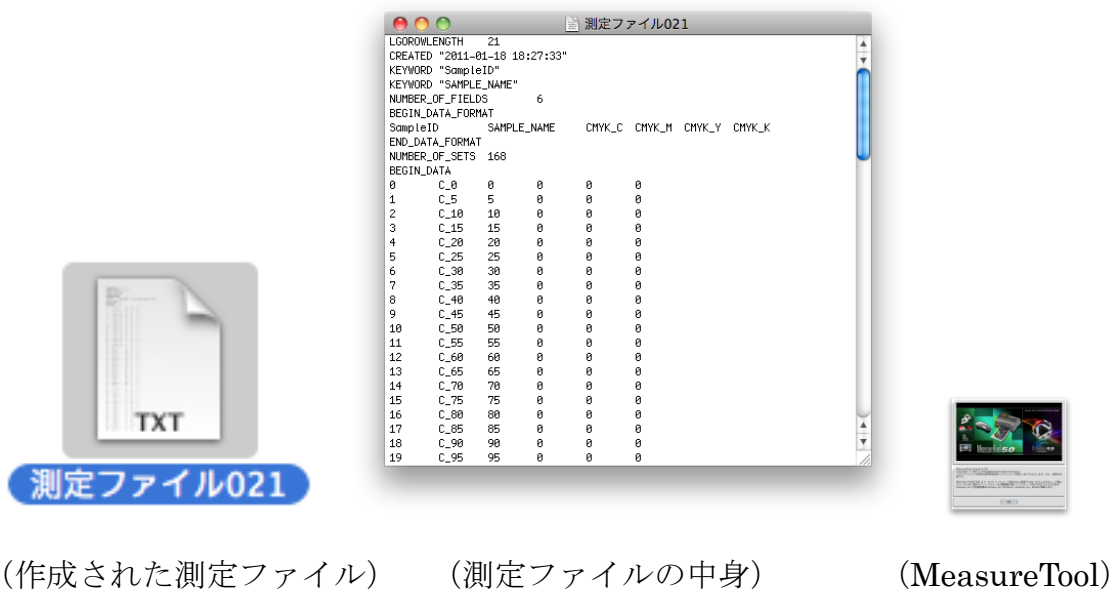 測定ファイル021
LGOROWLENGTH 21
CREATED "2011-01-18 18:27:33"
KEYWORD "SampleID"
KEYWORD "SAMPLE_NAME"
NUMBER_OF_FIELDS 6
BEGIN_DATA_FORMAT
SampleID SAMPLE_NAME CMYK_C CMYK_M CMYK_Y CMYK_K
END_DATA_FORMAT
NUMBER_OF_SETS 168
BEGIN_DATA
0 C_0 0 0 0 0
1 C_5 5 0 0 0
2 C_10 10 0 0 0
3 C_15 15 0 0 0
4 C_20 20 0 0 0
5 C_25 25 0 0 0
6 C_30 30 0 0 0
7 C_35 35 0 0 0
8 C_40 40 0 0 0
9 C_45 45 0 0 0
10 C_50 50 0 0 0
11 C_55 55 0 0 0
12 C_60 60 0 0 0
13 C_65 65 0 0 0
14 C_70 70 0 0 0
15 C_75 75 0 0 0
16 C_80 80 0 0 0
17 C_85 85 0 0 0
18 C_90 90 0 0 0
19 C_95 95 0 0 0
TXT
測定ファイル021
MeasureTool 5.0
(作成された測定ファイル) (測定ファイルの中身) (MeasureTool)